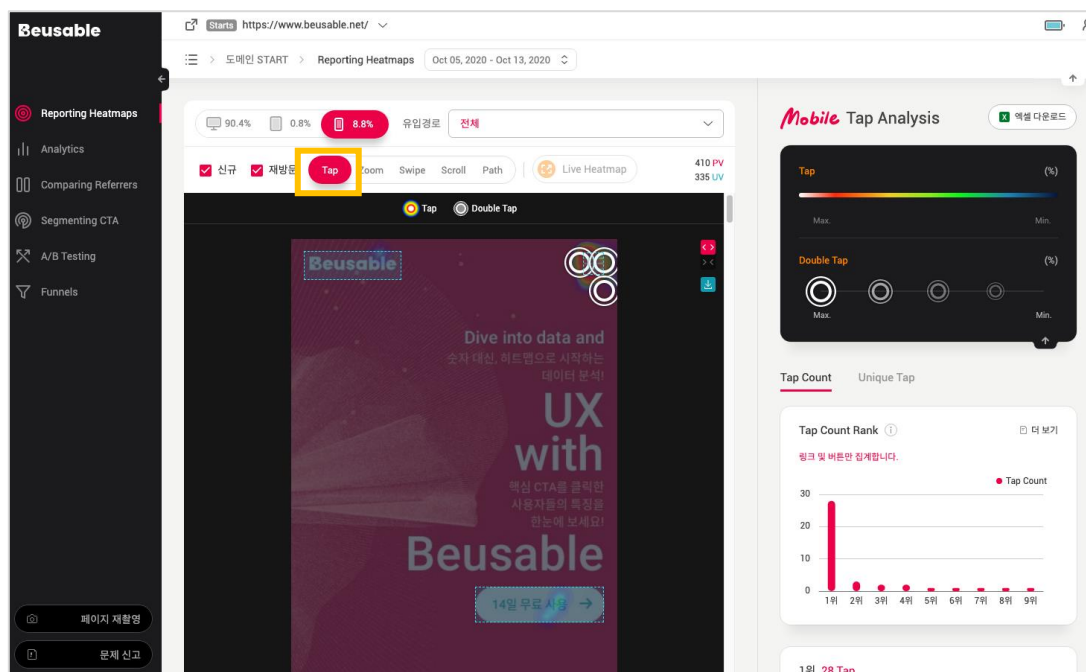 Beusable
Starts https://www.beusable.net/
도메인 START > Reporting Heatmaps Oct 05, 2020 - Oct 13, 2020
Reporting Heatmaps
Analytics
Comparing Referrers
Segmenting CTA
A/B Testing
Funnels
페이지 재촬영
문제 신고
90.4% 0.8% 8.8% 유입경로 전체
신규 재방문 Tap Zoom Swipe Scroll Path Live Heatmap
410 PV
335 UV
Tap Double Tap
Beusable
Dive into data and
숫자 대신, 히트맵으로 시작하는
데이터 분석!
UX
with
핵심 CTA를 클릭한
사용자들의 특징을
한눈에 보세요!
Beusable
14일 무료 사용 →
Mobile Tap Analysis
엑셀 다운로드
Tap (%)
Max. Min.
Double Tap (%)
Max. Min.
Tap Count Unique Tap
Tap Count Rank 더 보기
링크 및 버튼만 집계합니다.
Tap Count
30
20
10
0
1위 2위 3위 4위 5위 6위 7위 8위 9위
1위 28 Tap